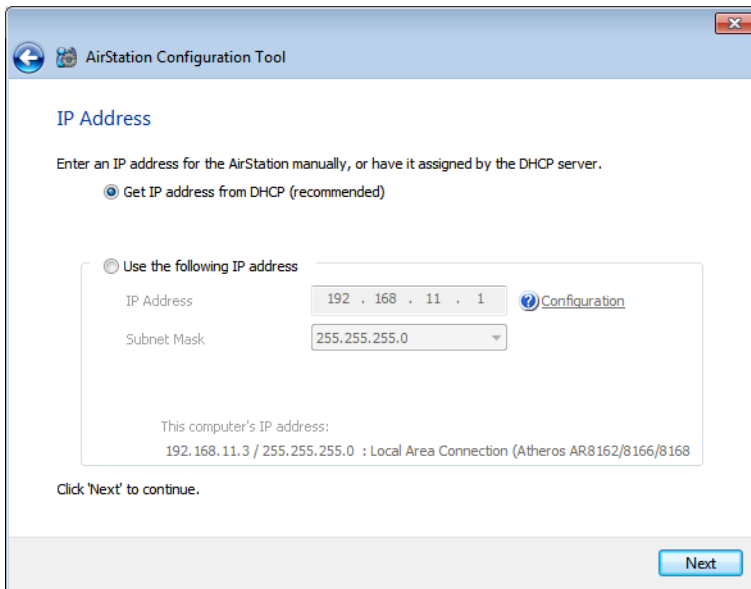 AirStation Configuration Tool
IP Address
Enter an IP address for the AirStation manually, or have it assigned by the DHCP server.
Get IP address from DHCP (recommended)
Use the following IP address
IP Address 192 . 168 . 11 . 1 Configuration
Subnet Mask 255.255.255.0
This computer's IP address:
192.168.11.3 / 255.255.255.0 : Local Area Connection (Atheros AR8162/8166/8168
Click 'Next' to continue.
Next